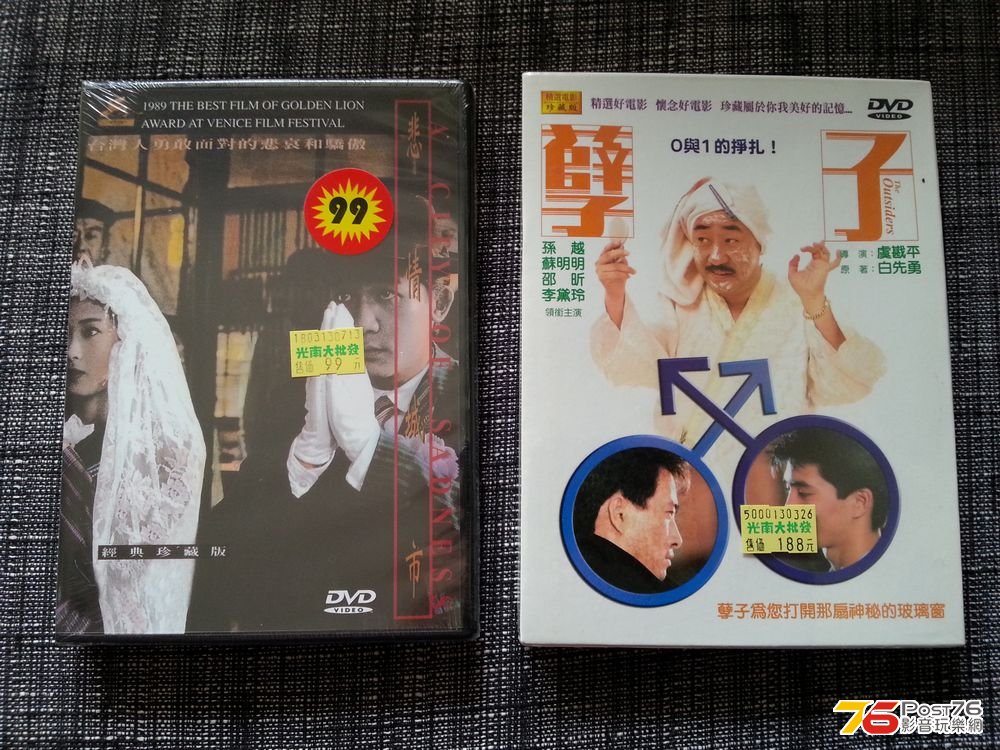 1989 THE BEST FILM OF GOLDEN LION
AWARD AT VENICE FILM FESTIVAL
台灣人勇敢面對的悲哀和驕傲
99
悲情城市
A CITY OF SADNESS
1803130713
光南大批發
售價 99 元
經典珍藏版
DVD
VIDEO
精選電影
珍藏版
精選好電影 懷念好電影 珍藏屬於你我美好的記憶...
DVD
VIDEO
孽子
The Outsiders
0與1的掙扎!
孫 越
蘇明明
邵 昕
李黛玲
領銜主演
導 演:虞戡平
原 著:白先勇
5000130326
光南大批發
售價 188元
孽子為您打開那扇神秘的玻璃窗
76 Post76
影音玩樂網